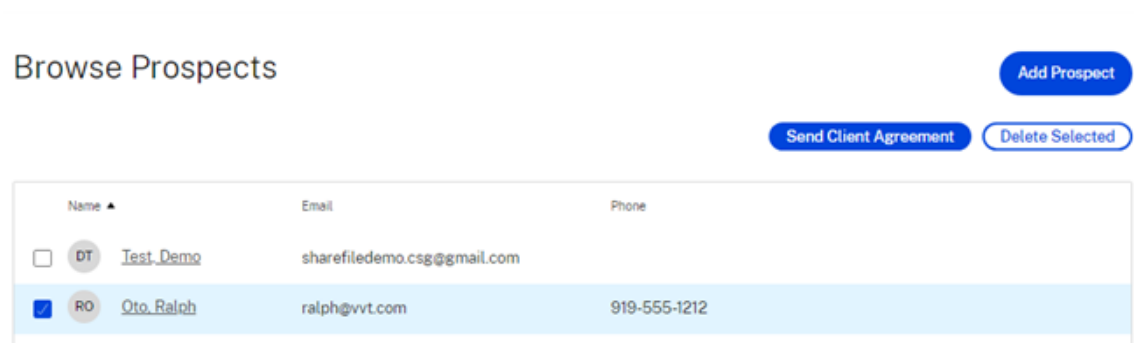 Browse Prospects
Add Prospect
Send Client Agreement Delete Selected
Name ▲ Email Phone
DT Test, Demo sharefiledemo.csg@gmail.com
RO Oto, Ralph ralph@vvt.com 919-555-1212